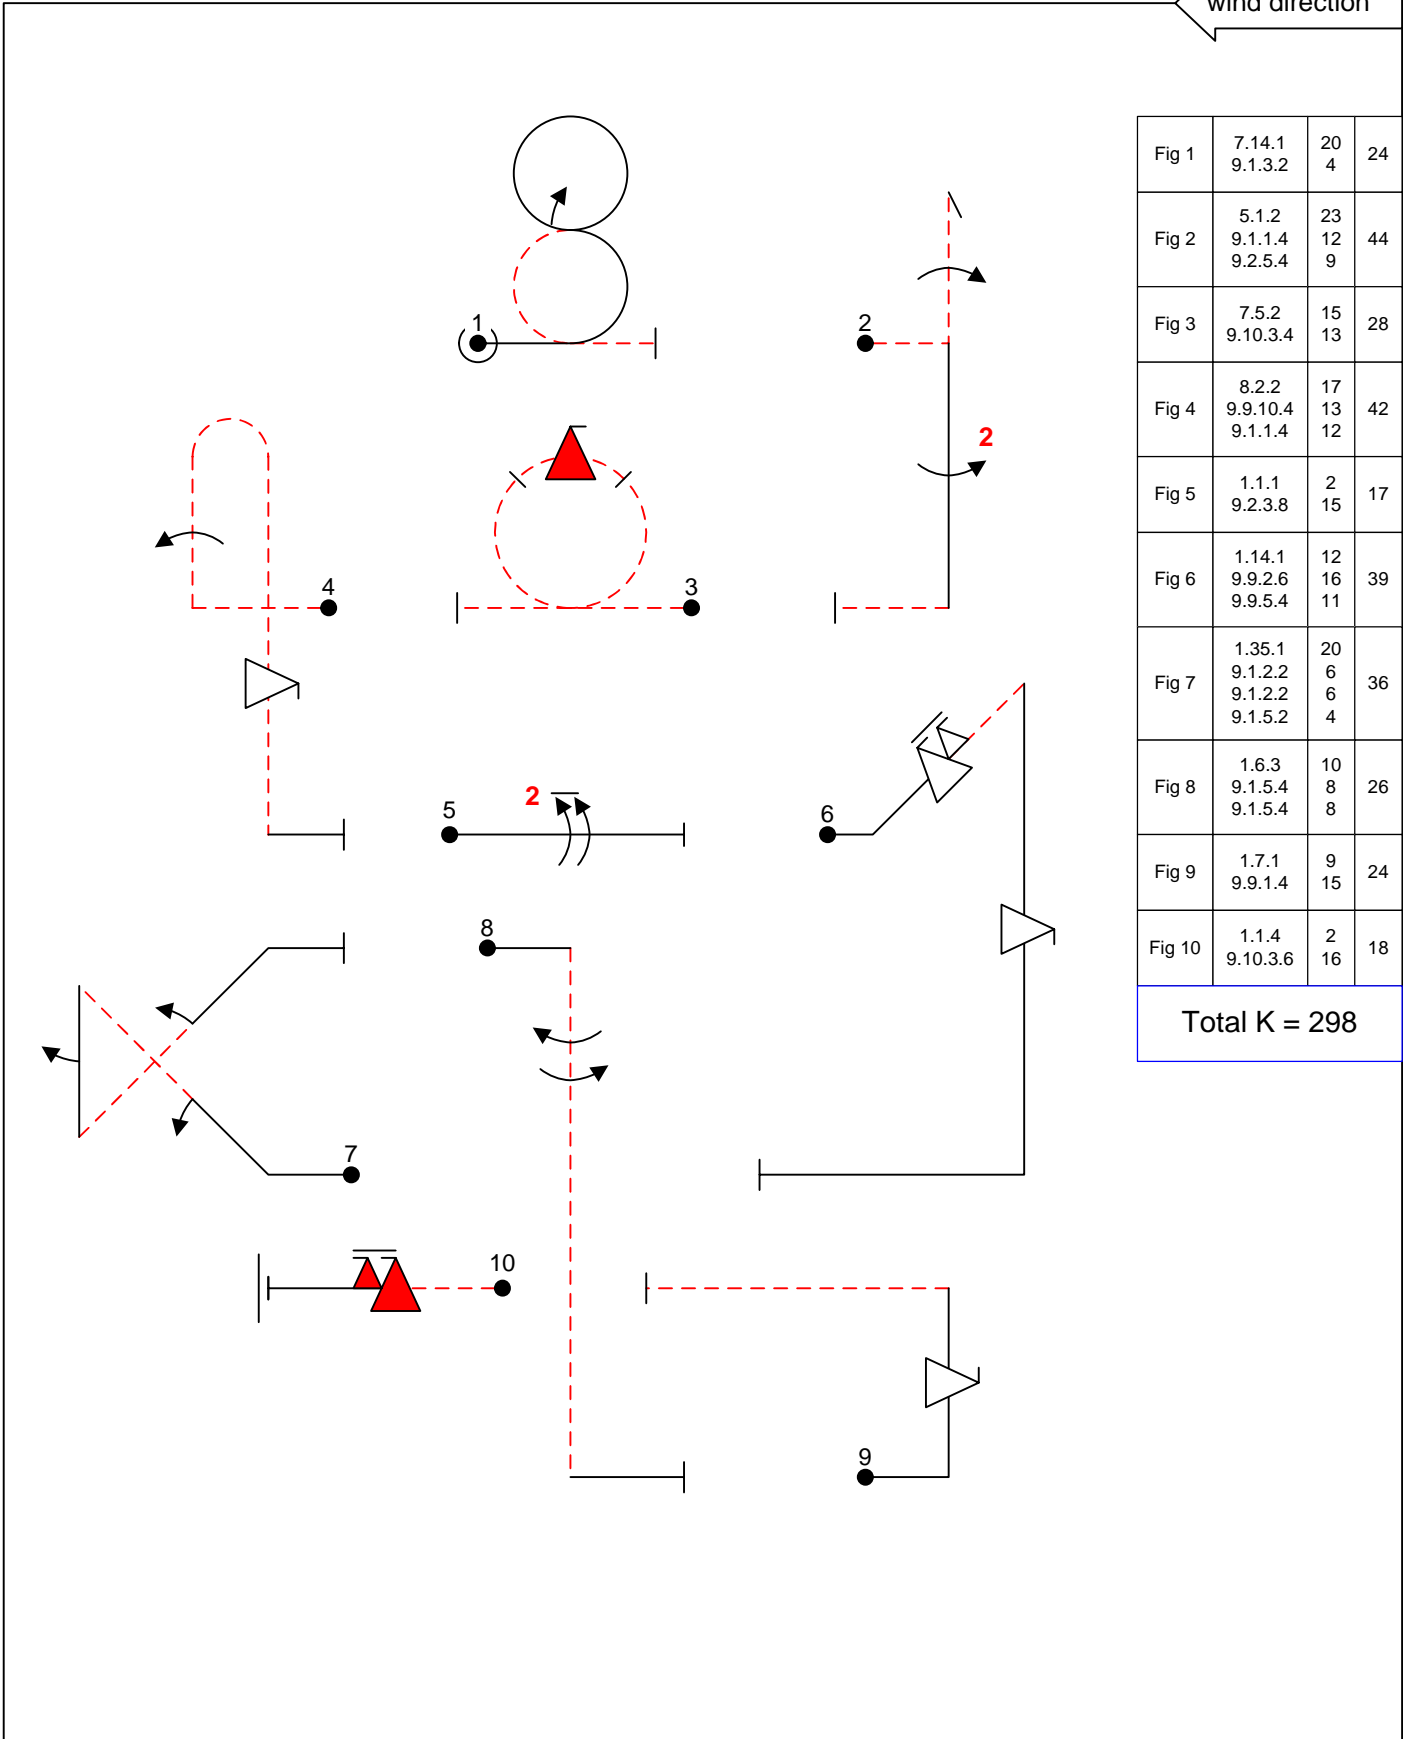 wind direction
1
2
2
4
3
5
2
6
8
7
10
9
Fig 1 7.14.1 20 24
9.1.3.2 4
Fig 2 5.1.2 23 44
9.1.1.4 12
9.2.5.4 9
Fig 3 7.5.2 15 28
9.10.3.4 13
Fig 4 8.2.2 17 42
9.9.10.4 13
9.1.1.4 12
Fig 5 1.1.1 2 17
9.2.3.8 15
Fig 6 1.14.1 12 39
9.9.2.6 16
9.9.5.4 11
Fig 7 1.35.1 20 36
9.1.2.2 6
9.1.2.2 6
9.1.5.2 4
Fig 8 1.6.3 10 26
9.1.5.4 8
9.1.5.4 8
Fig 9 1.7.1 9 24
9.9.1.4 15
Fig 10 1.1.4 2 18
9.10.3.6 16
Total K = 298